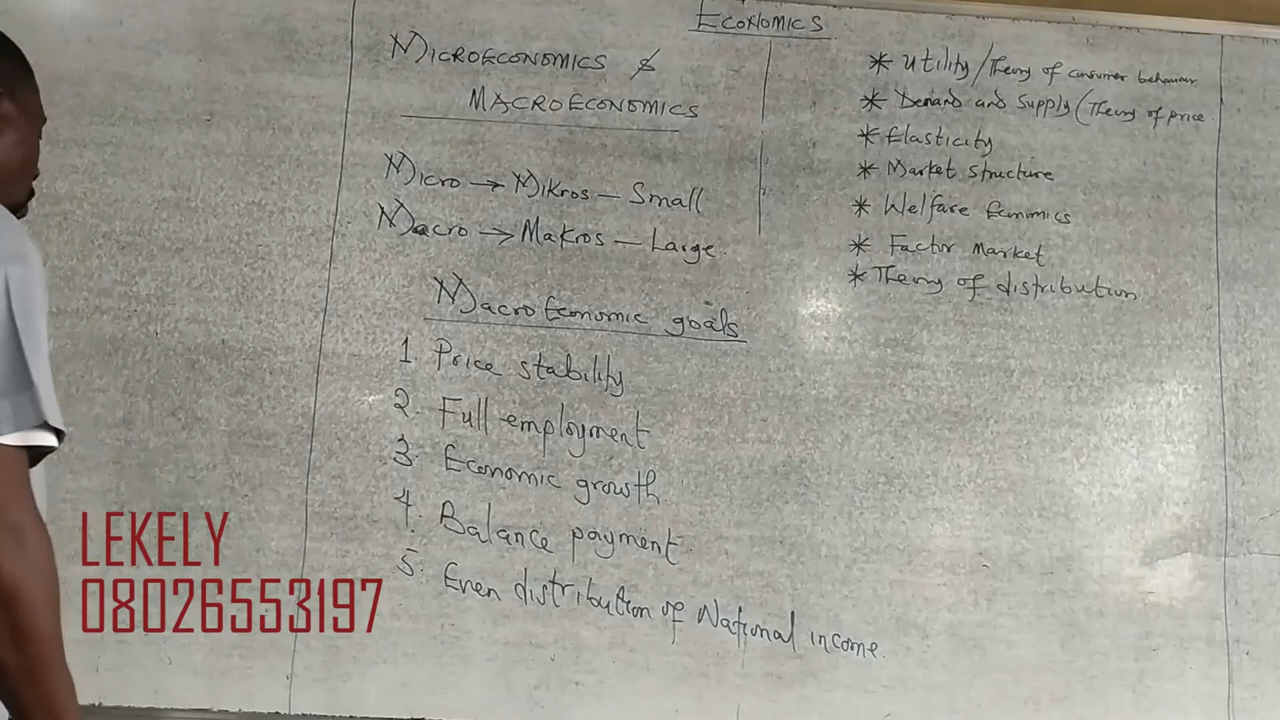 ECONOMICS
MICROECONOMICS &
MACROECONOMICS
Micro → Mikros – Small
Macro → Makros – Large.
Macro Economic goals
1. Price stability
2. Full employment
3. Economic growth
4. Balance payment.
5. Even distribution of National income.
* Utility/Theory of consumer behaviour
* Demand and Supply (Theory of price
* Elasticity
* Market structure
* Welfare Economics
* Factor market
* Theory of distribution
LEKELY
08026553197